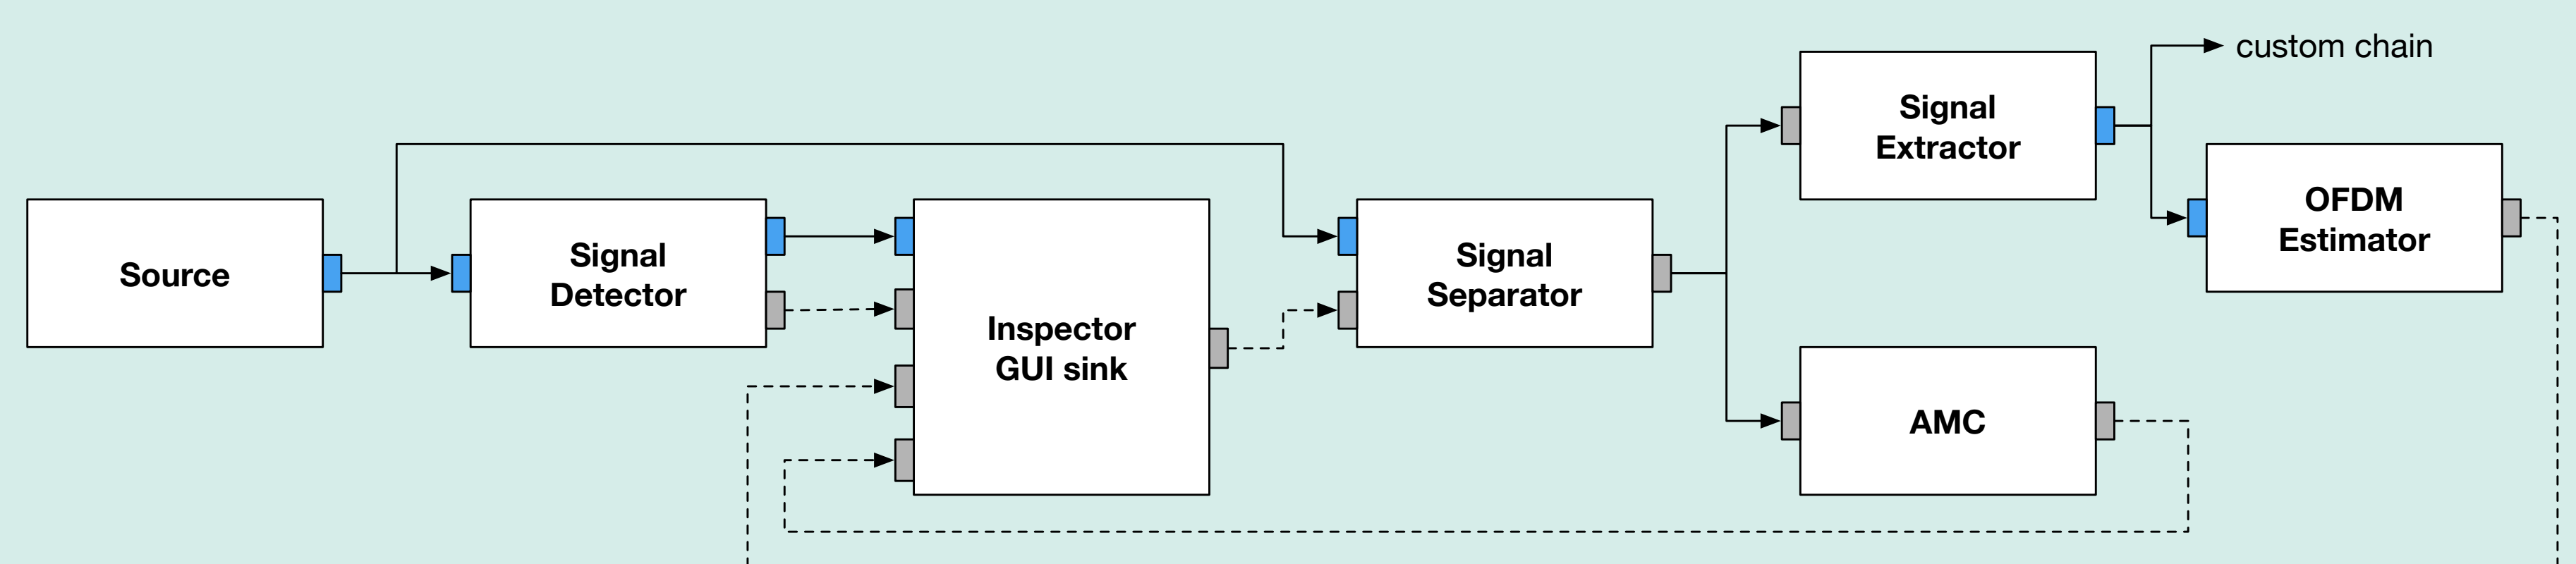 custom chain
Signal
Extractor
OFDM
Estimator
Source
Signal
Detector
Inspector
GUI sink
Signal
Separator
AMC